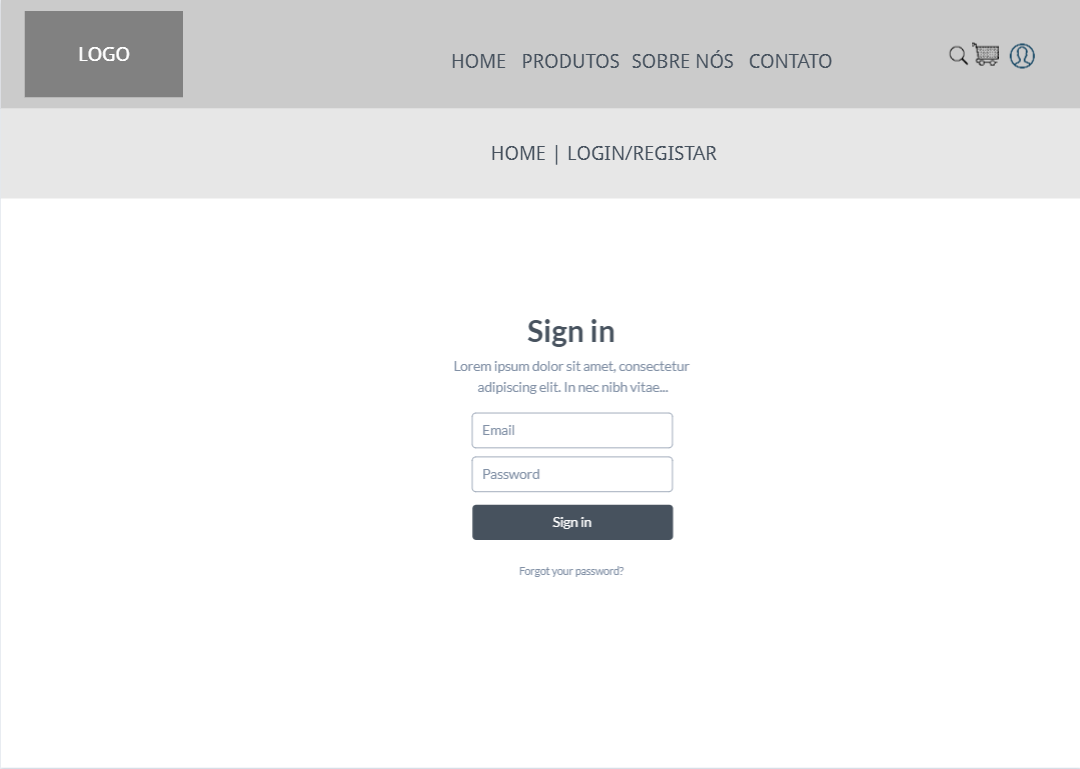 LOGO
HOME PRODUTOS SOBRE NÓS CONTATO
HOME | LOGIN/REGISTAR
Sign in
Lorem ipsum dolor sit amet, consectetur
adipiscing elit. In nec nibh vitae...
Email
Password
Sign in
Forgot your password?